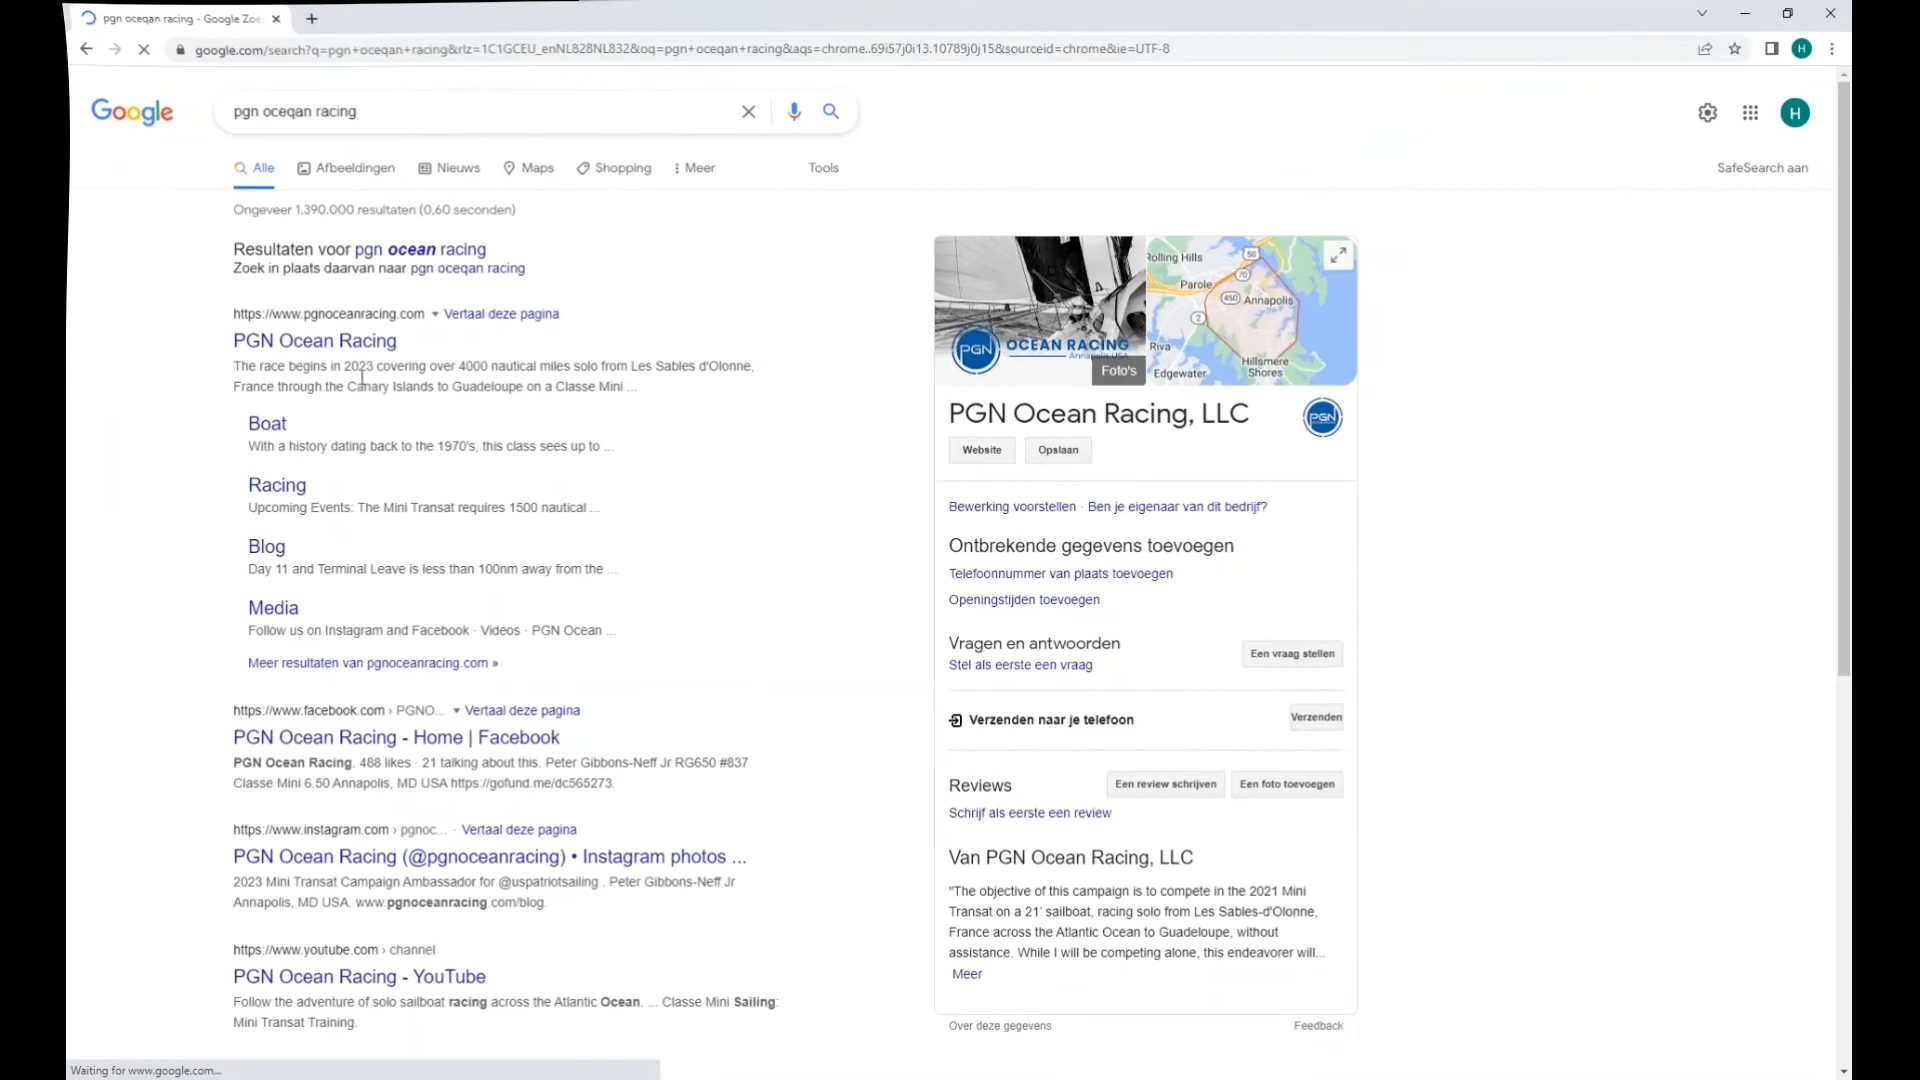 pgn oceqan racing - Google Zoe
google.com/search?q=pgn+oceqan+racing&rlz=1C1GCEU_enNL828NL832&oq=pgn+oceqan+racing&aqs=chrome..69i57j0i13.10789j0j15&sourceid=chrome&ie=UTF-8
H
Google
pgn oceqan racing
H
Alle
Afbeeldingen
Nieuws
Maps
Shopping
Meer
Tools
SafeSearch aan
Ongeveer 1.390.000 resultaten (0,60 seconden)
Resultaten voor pgn ocean racing
Zoek in plaats daarvan naar pgn oceqan racing
https://www.pgnoceanracing.com Vertaal deze pagina
PGN Ocean Racing
The race begins in 2023 covering over 4000 nautical miles solo from Les Sables d'Olonne,
France through the Canary Islands to Guadeloupe on a Classe Mini ...
Boat
With a history dating back to the 1970's, this class sees up to ...
Racing
Upcoming Events: The Mini Transat requires 1500 nautical ...
Blog
Day 11 and Terminal Leave is less than 100nm away from the ...
Media
Follow us on Instagram and Facebook · Videos · PGN Ocean ...
Meer resultaten van pgnoceanracing.com »
https://www.facebook.com › PGNO... Vertaal deze pagina
PGN Ocean Racing - Home | Facebook
PGN Ocean Racing. 488 likes · 21 talking about this. Peter Gibbons-Neff Jr RG650 #837
Classe Mini 6.50 Annapolis, MD USA https://gofund.me/dc565273.
https://www.instagram.com › pgnoc... · Vertaal deze pagina
PGN Ocean Racing (@pgnoceanracing) • Instagram photos ...
2023 Mini Transat Campaign Ambassador for @uspatriotsailing . Peter Gibbons-Neff Jr
Annapolis, MD USA. www.pgnoceanracing.com/blog.
https://www.youtube.com › channel
PGN Ocean Racing - YouTube
Follow the adventure of solo sailboat racing across the Atlantic Ocean. ... Classe Mini Sailing:
Mini Transat Training.
PGN
OCEAN RACING
Annapolis USA
Foto's
Rolling Hills
50
70
Parole
450
Annapolis
2
Riva
Hillsmere
Shores
Edgewater
PGN Ocean Racing, LLC
PGN
Website
Opslaan
Bewerking voorstellen · Ben je eigenaar van dit bedrijf?
Ontbrekende gegevens toevoegen
Telefoonnummer van plaats toevoegen
Openingstijden toevoegen
Vragen en antwoorden
Stel als eerste een vraag
Een vraag stellen
Verzenden naar je telefoon
Verzenden
Reviews
Een review schrijven
Een foto toevoegen
Schrijf als eerste een review
Van PGN Ocean Racing, LLC
"The objective of this campaign is to compete in the 2021 Mini
Transat on a 21' sailboat, racing solo from Les Sables-d'Olonne,
France across the Atlantic Ocean to Guadeloupe, without
assistance. While I will be competing alone, this endeavorer will...
Meer
Over deze gegevens
Feedback
Waiting for www.google.com...